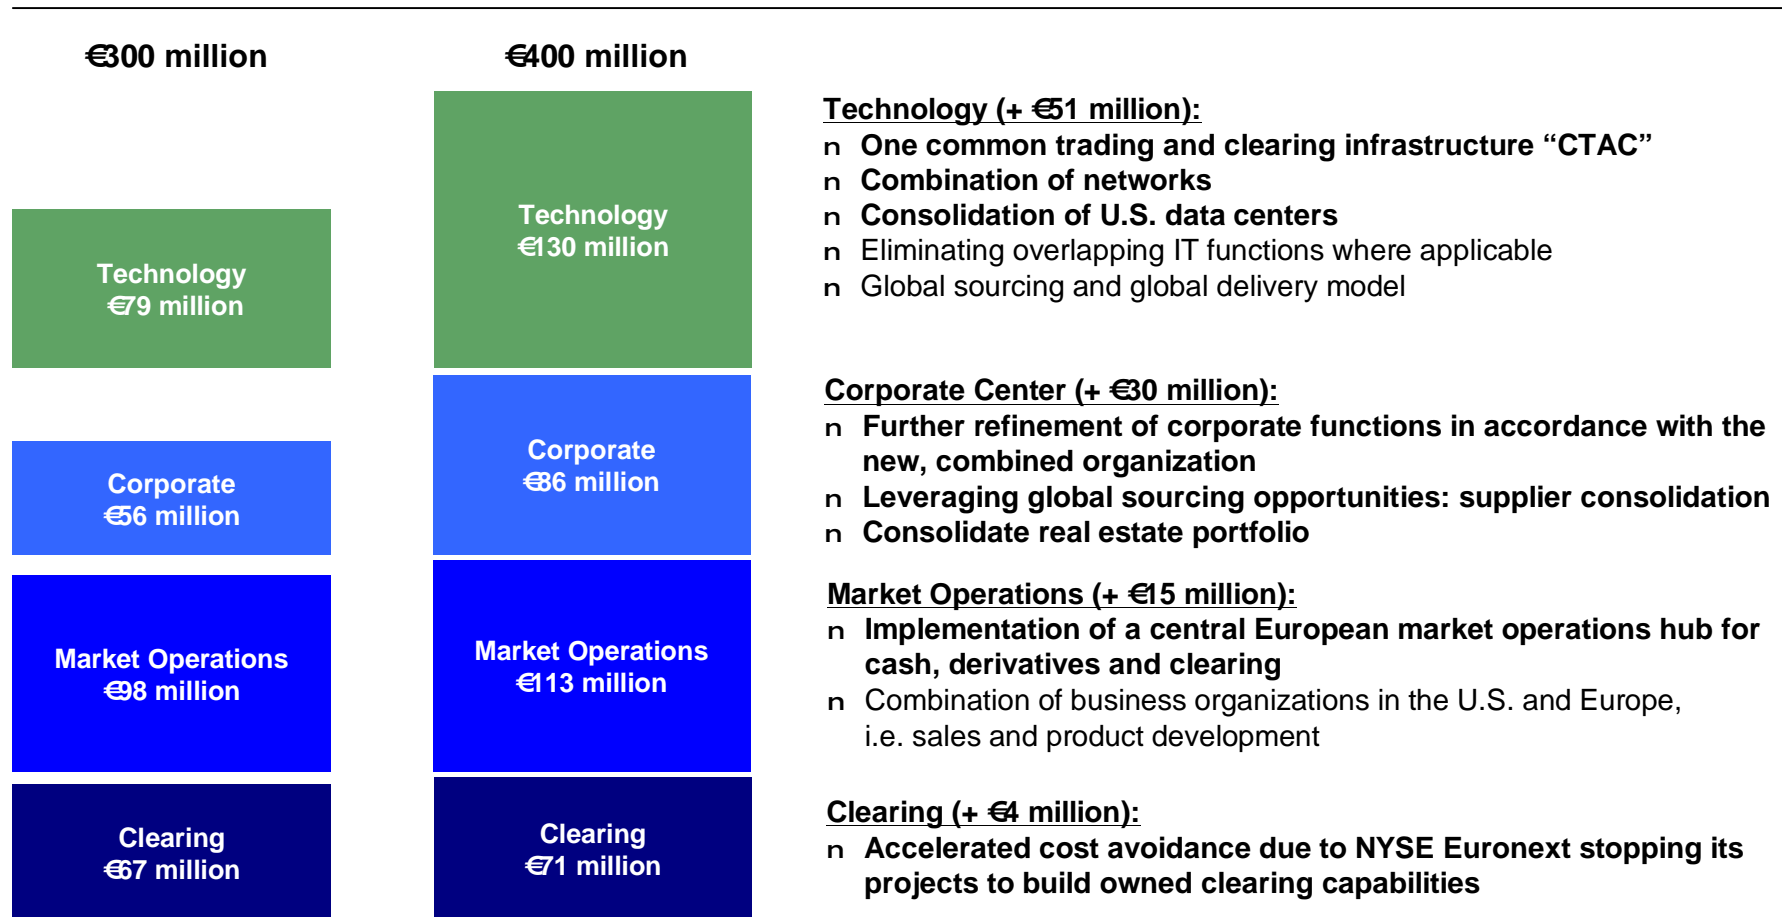 €300 million
€400 million
Technology
€79 million
Corporate
€56 million
Market Operations
€98 million
Clearing
€67 million
Technology
€130 million
Corporate
€86 million
Market Operations
€113 million
Clearing
€71 million
Technology (+ €51 million):
n One common trading and clearing infrastructure “CTAC”
n Combination of networks
n Consolidation of U.S. data centers
n Eliminating overlapping IT functions where applicable
n Global sourcing and global delivery model
Corporate Center (+ €30 million):
n Further refinement of corporate functions in accordance with the
new, combined organization
n Leveraging global sourcing opportunities: supplier consolidation
n Consolidate real estate portfolio
Market Operations (+ €15 million):
n Implementation of a central European market operations hub for
cash, derivatives and clearing
n Combination of business organizations in the U.S. and Europe,
i.e. sales and product development
Clearing (+ €4 million):
n Accelerated cost avoidance due to NYSE Euronext stopping its
projects to build owned clearing capabilities